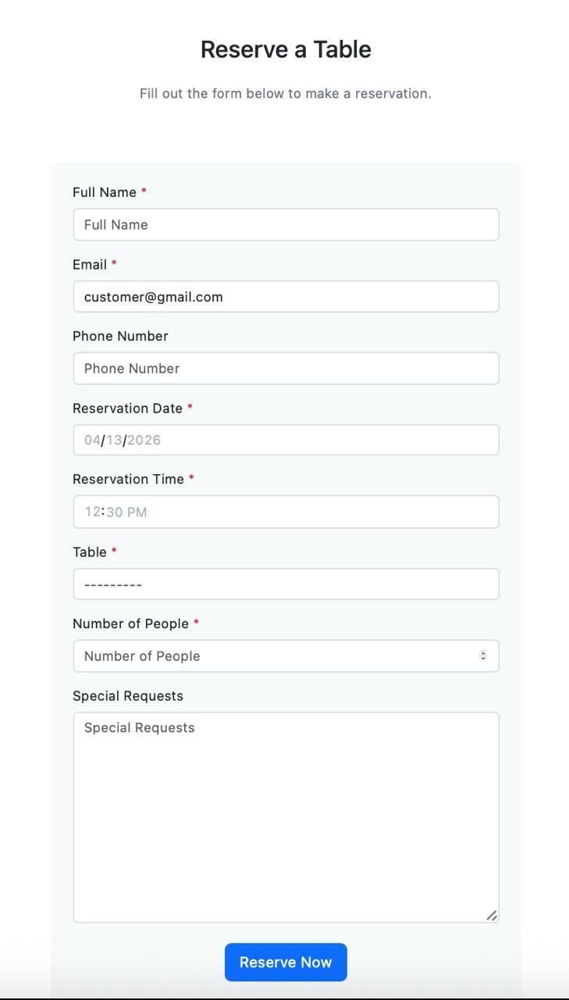 Reserve a Table
Fill out the form below to make a reservation.
Full Name *
Full Name
Email *
customer@gmail.com
Phone Number
Phone Number
Reservation Date *
04/13/2026
Reservation Time *
12:30 PM
Table *
---------
Number of People *
Number of People
Special Requests
Special Requests
Reserve Now